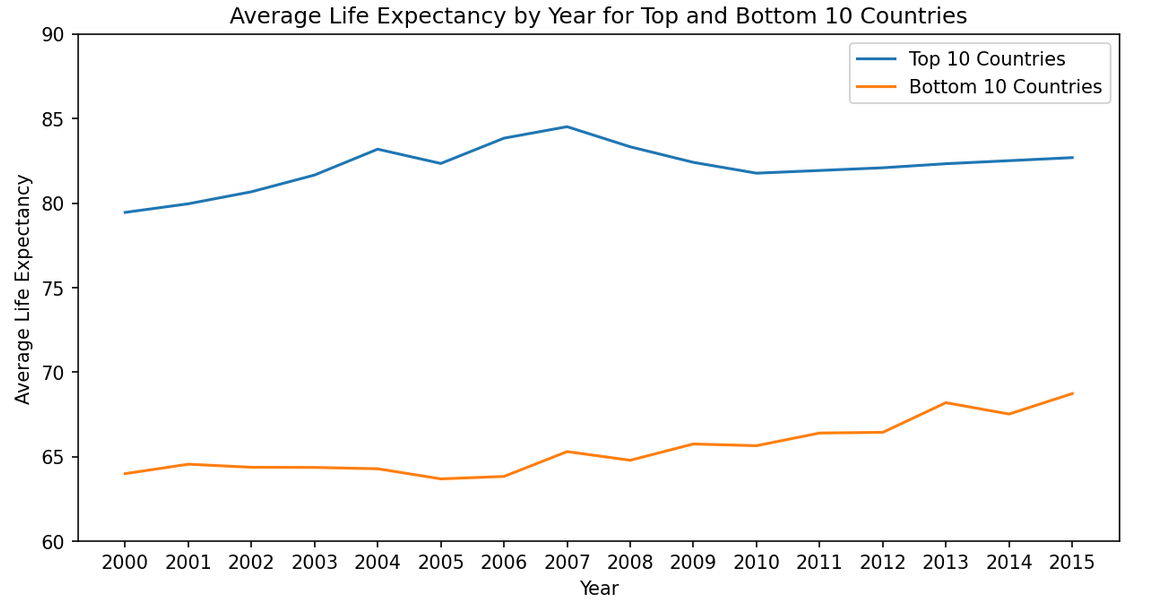 Average Life Expectancy by Year for Top and Bottom 10 Countries
Top 10 Countries
Bottom 10 Countries
Average Life Expectancy
90
85
80
75
70
65
60
2000 2001 2002 2003 2004 2005 2006 2007 2008 2009 2010 2011 2012 2013 2014 2015
Year